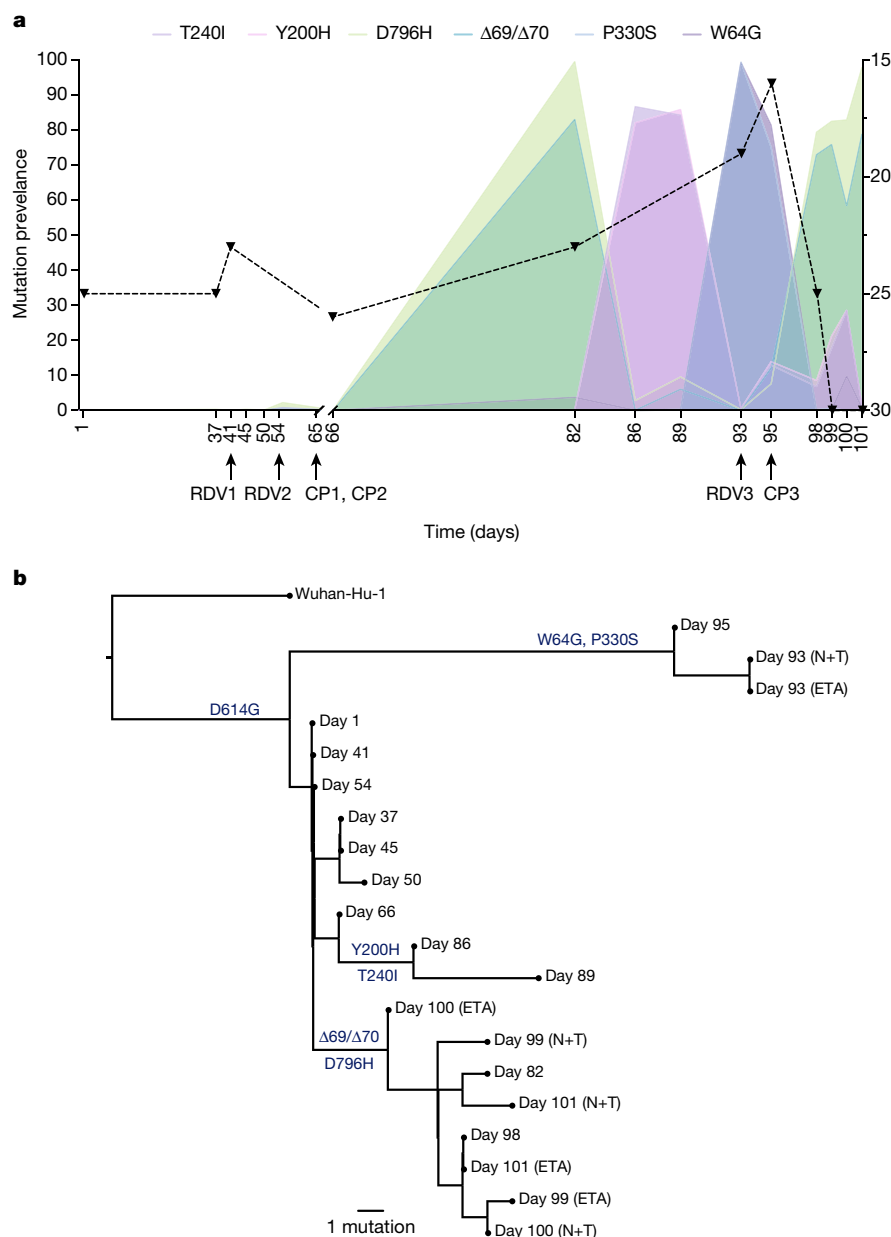 a
T240I Y200H D796H Δ69/Δ70 P330S W64G
100 15
90
80
70 20
60
50
40
30 25
20
10
0 30
Mutation prevelance
1 37 41 45 50 54 65 66 82 86 89 93 95 98 99 100 101
RDV1 RDV2 CP1, CP2 RDV3 CP3
Time (days)
b
Wuhan-Hu-1
Day 95
W64G, P330S
Day 93 (N+T)
Day 93 (ETA)
D614G
Day 1
Day 41
Day 54
Day 37
Day 45
Day 50
Day 66
Y200H Day 86
T240I Day 89
Day 100 (ETA)
Δ69/Δ70 Day 99 (N+T)
D796H Day 82
Day 101 (N+T)
Day 98
Day 101 (ETA)
Day 99 (ETA)
1 mutation Day 100 (N+T)